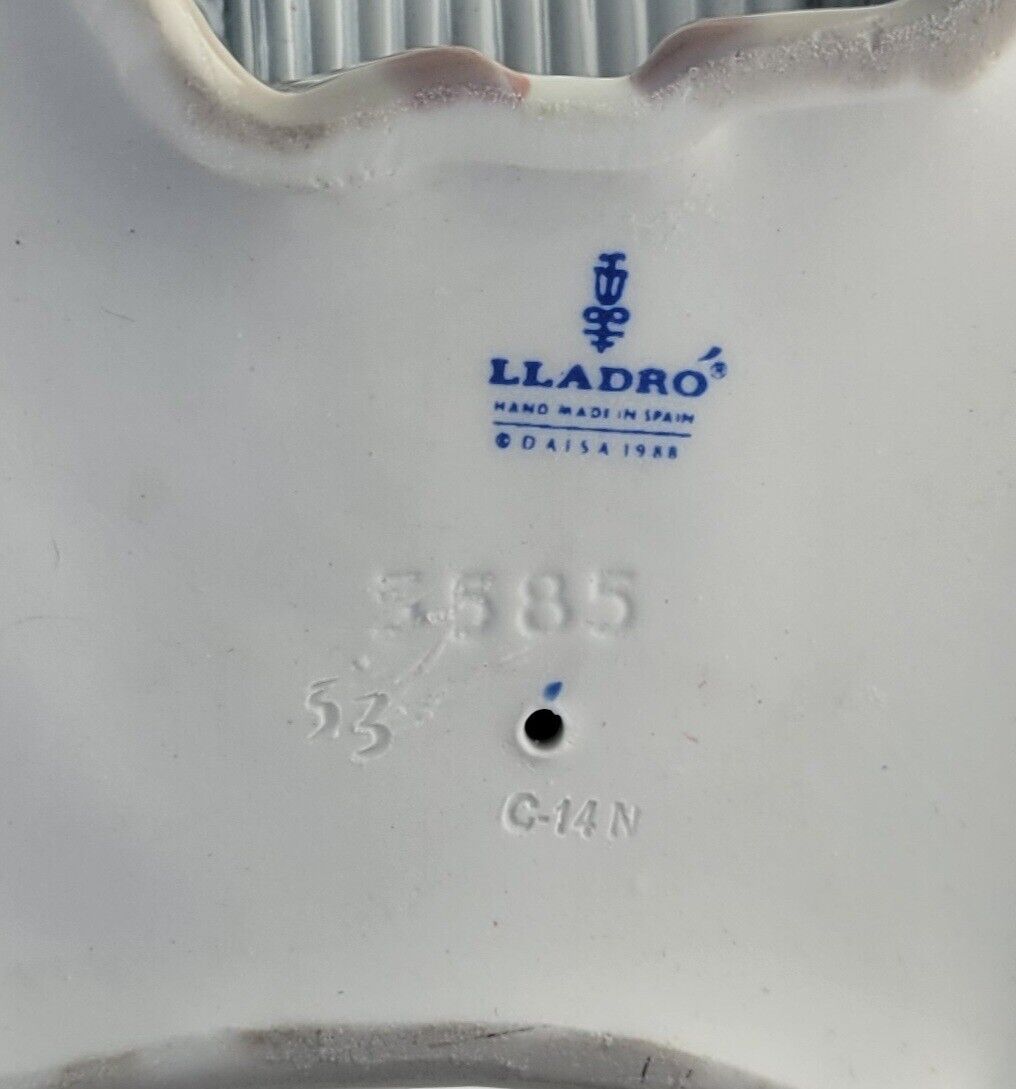 LLADRÓ®
HAND MADE IN SPAIN
© DAISA 1988
5585
53
C-14 N